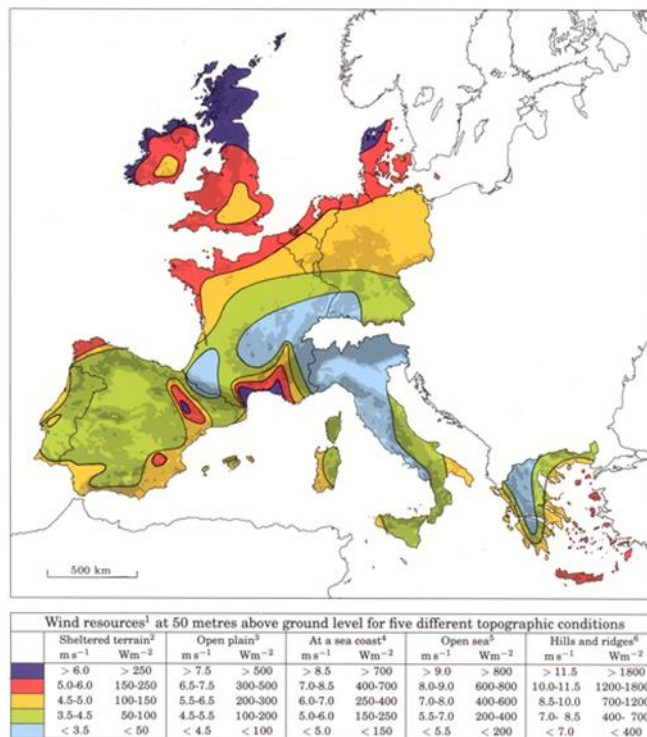 500 km
Wind resources¹ at 50 metres above ground level for five different topographic conditions
Sheltered terrain² Open plain³ At a sea coast⁴ Open sea⁵ Hills and ridges⁶
m s⁻¹ Wm⁻² m s⁻¹ Wm⁻² m s⁻¹ Wm⁻² m s⁻¹ Wm⁻² m s⁻¹ Wm⁻²
> 6.0 > 250 > 7.5 > 500 > 8.5 > 700 > 9.0 > 800 > 11.5 > 1800
5.0-6.0 150-250 6.5-7.5 300-500 7.0-8.5 400-700 8.0-9.0 600-800 10.0-11.5 1200-1800
4.5-5.0 100-150 5.5-6.5 200-300 6.0-7.0 250-400 7.0-8.0 400-600 8.5-10.0 700-1200
3.5-4.5 50-100 4.5-5.5 100-200 5.0-6.0 150-250 5.5-7.0 200-400 7.0- 8.5 400- 700
< 3.5 < 50 < 4.5 < 100 < 5.0 < 150 < 5.5 < 200 < 7.0 < 400